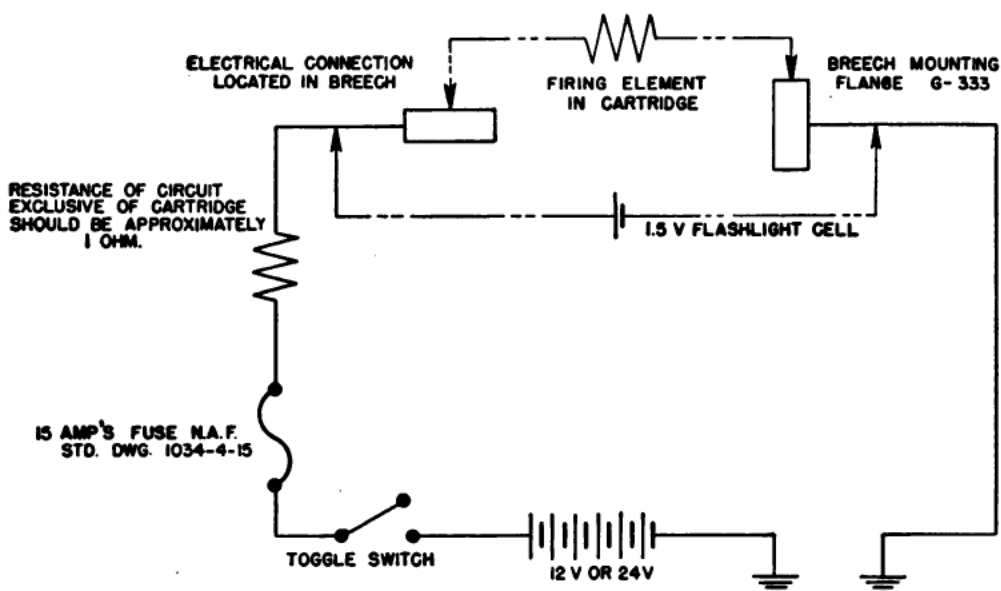 ELECTRICAL CONNECTION
LOCATED IN BREECH
FIRING ELEMENT
IN CARTRIDGE
BREECH MOUNTING
FLANGE G-333
RESISTANCE OF CIRCUIT
EXCLUSIVE OF CARTRIDGE
SHOULD BE APPROXIMATELY
1 OHM.
1.5 V FLASHLIGHT CELL
15 AMP'S FUSE N.A.F.
STD. DWG. 1034-4-15
TOGGLE SWITCH
12 V OR 24V